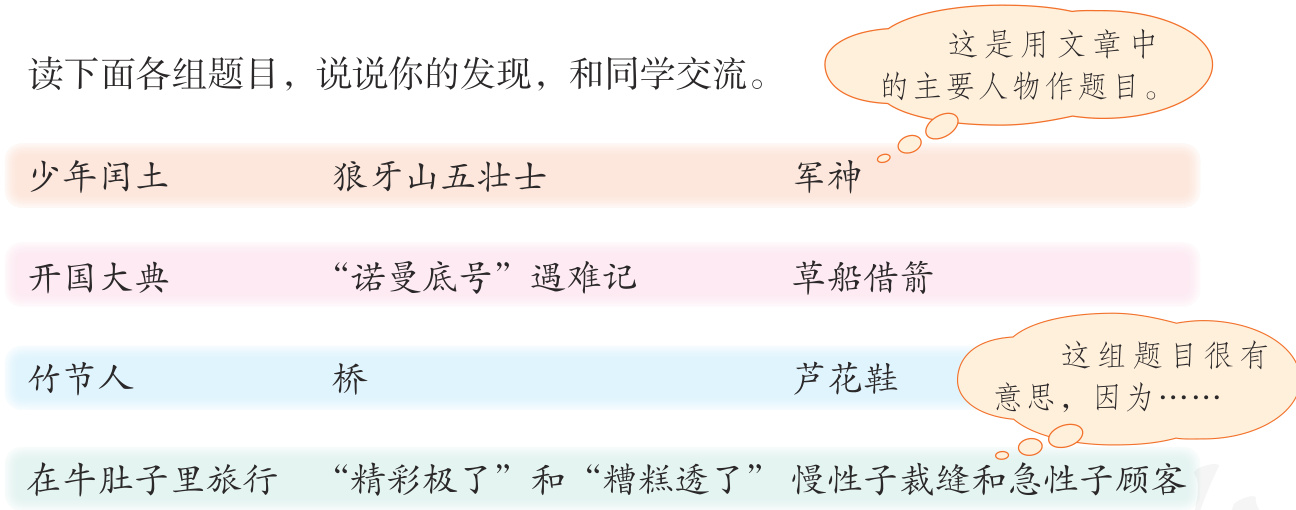 这是用文章中
的主要人物作题目。
读下面各组题目，说说你的发现，和同学交流。
少年闰土 狼牙山五壮士 军神
开国大典 “诺曼底号”遇难记 草船借箭
竹节人 桥 芦花鞋
这组题目很有
意思，因为……
在牛肚子里旅行 “精彩极了”和“糟糕透了” 慢性子裁缝和急性子顾客